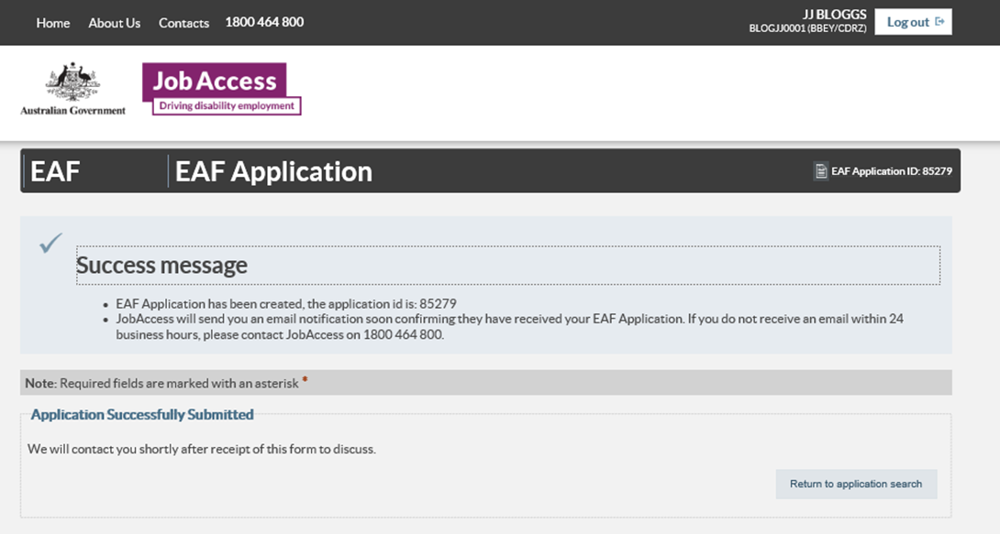 Home About Us Contacts 1800 464 800
JJ BLOGGS
BLOGJJ0001 (BBEY/CDRZ)
Log out
Australian Government
Job Access
Driving disability employment
EAF EAF Application EAF Application ID: 85279
Success message
• EAF Application has been created, the application id is: 85279
• JobAccess will send you an email notification soon confirming they have received your EAF Application. If you do not receive an email within 24
business hours, please contact JobAccess on 1800 464 800.
Note: Required fields are marked with an asterisk *
Application Successfully Submitted
We will contact you shortly after receipt of this form to discuss.
Return to application search